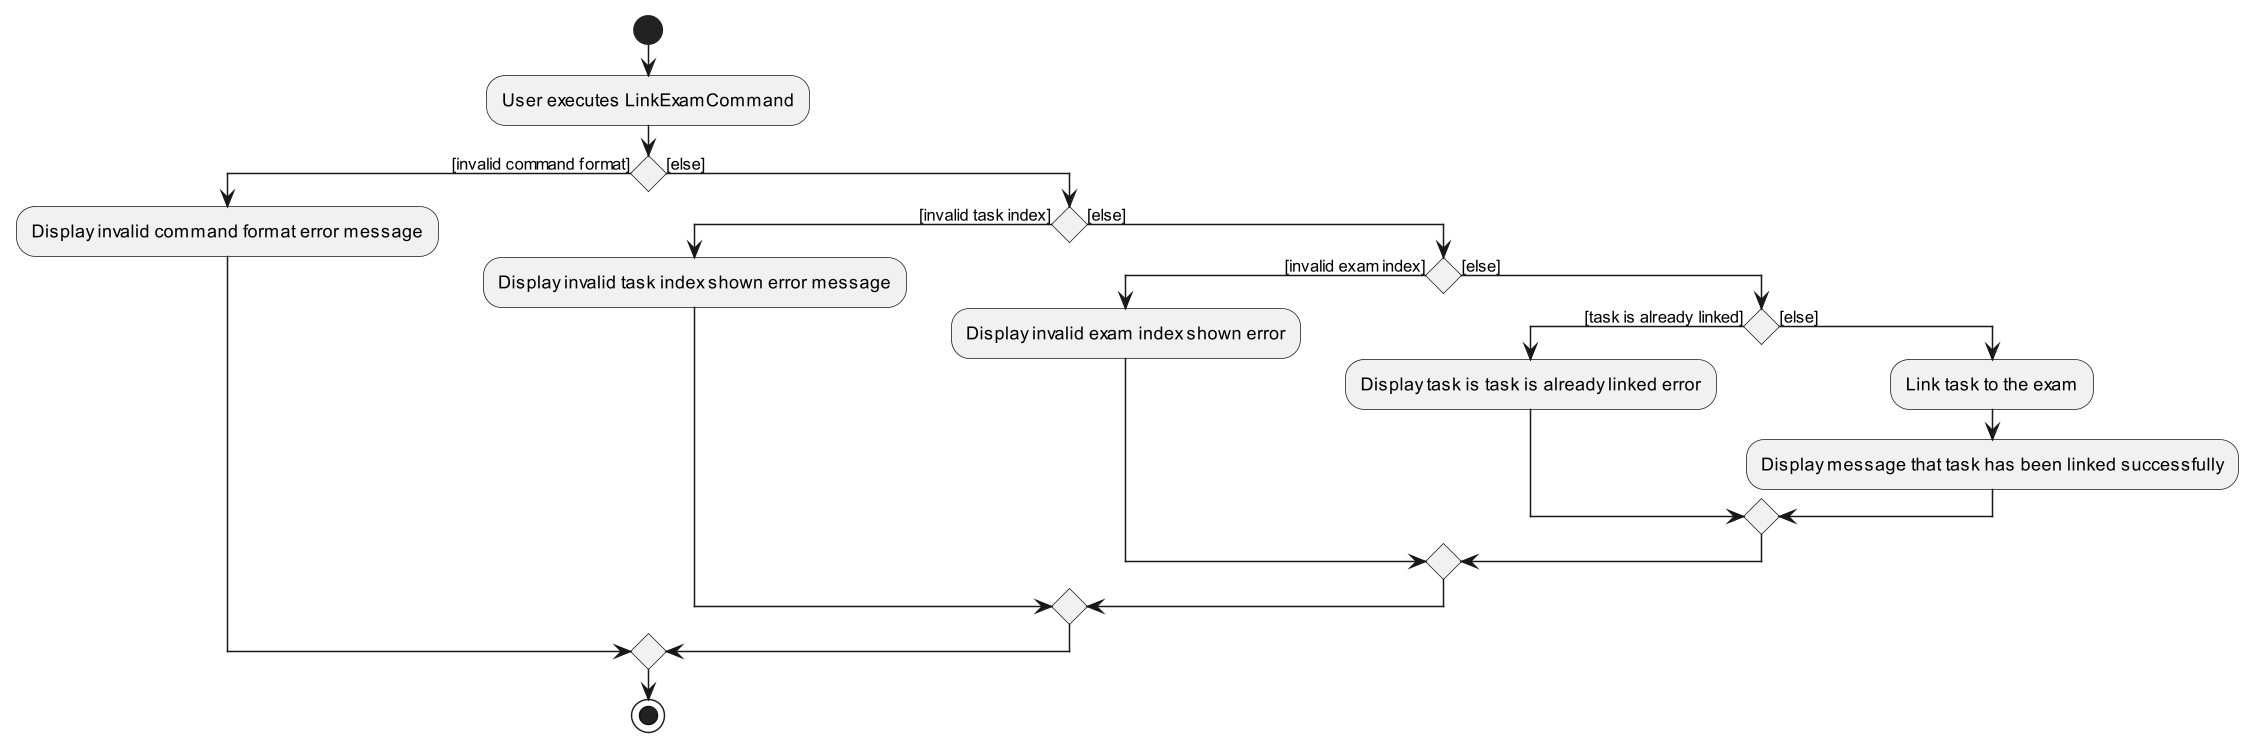 User executes LinkExamCommand
[invalid command format]
[else]
Display invalid command format error message
[invalid task index]
[else]
Display invalid task index shown error message
[invalid exam index]
[else]
Display invalid exam index shown error
[task is already linked]
[else]
Display task is task is already linked error
Link task to the exam
Display message that task has been linked successfully